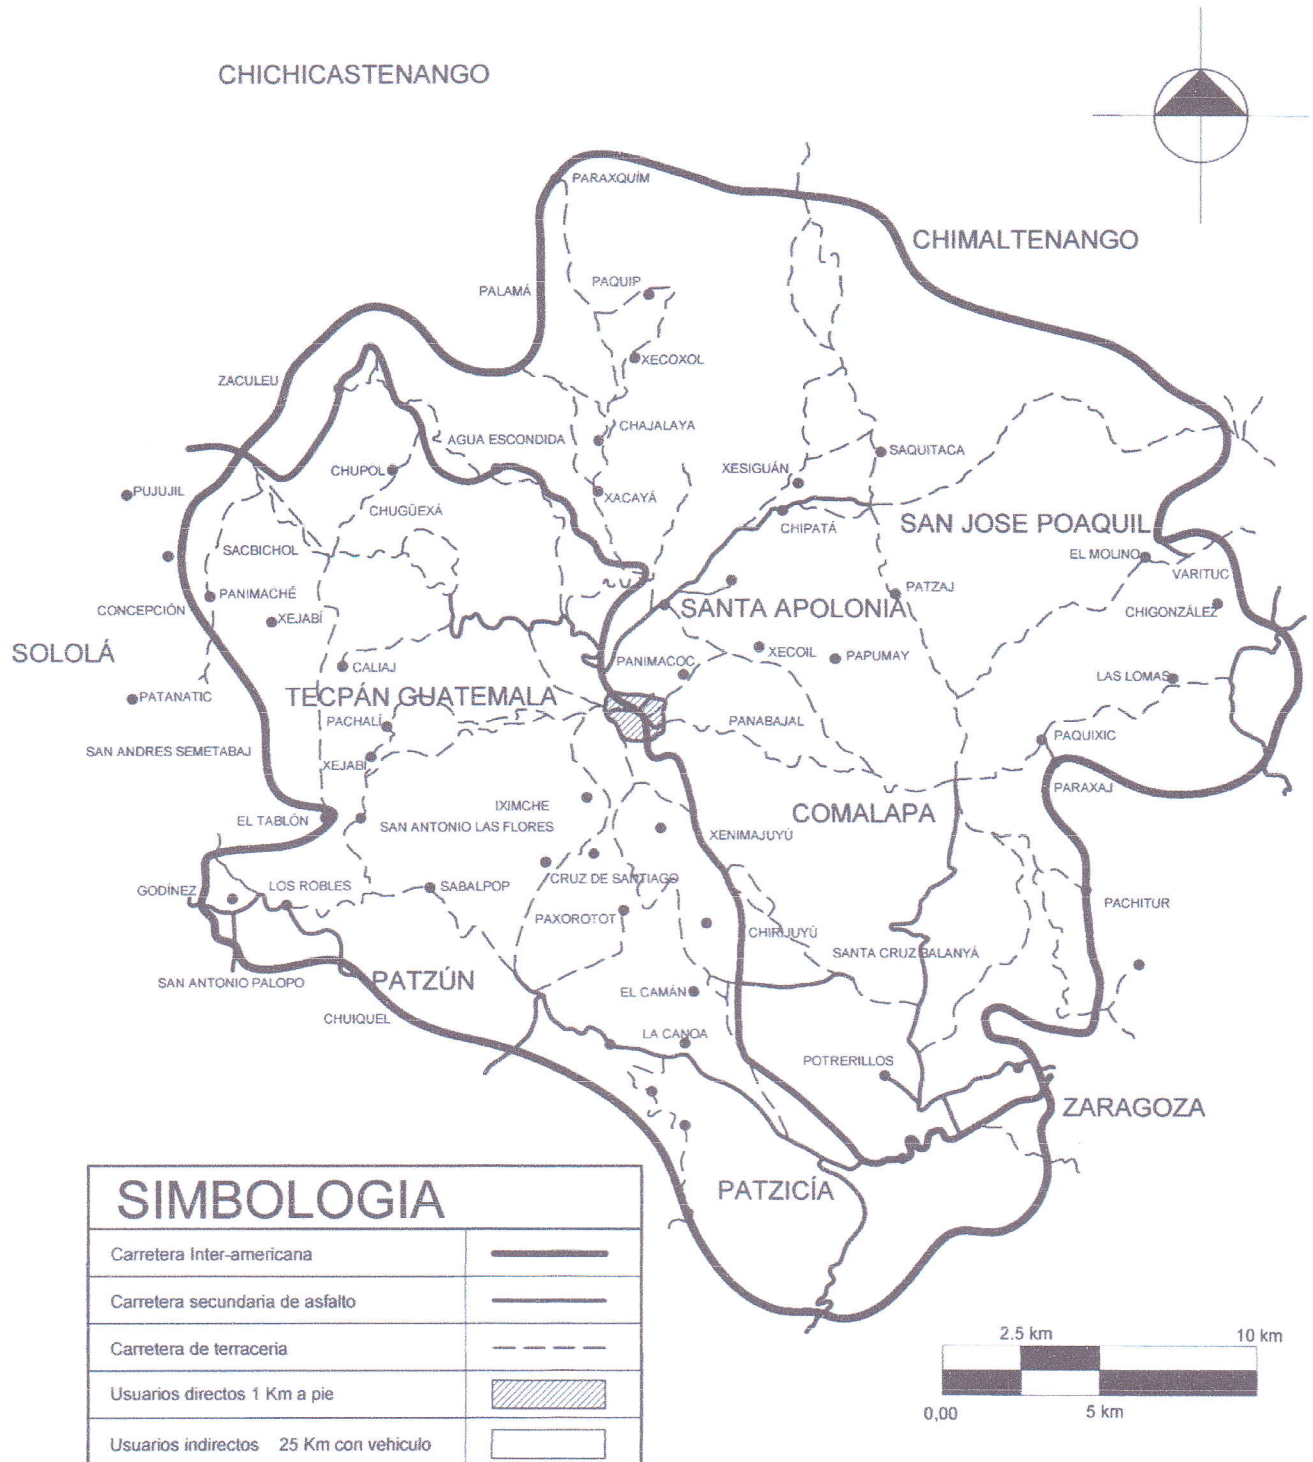 CHICHICASTENANGO
PARAXQUÍM
CHIMALTENANGO
PAQUIP
PALAMÁ
XECOXOL
ZACULEU
CHAJALAYA
AGUA ESCONDIDA
SAQUITACA
CHUPOL
XESIGUÁN
PUJUJIL
XACAYÁ
CHUGÜEXÁ
CHIPATÁ
SAN JOSE POAQUIL
SACBICHOL
EL MOLINO
VARITUC
PANIMACHÉ
PATZAJ
CONCEPCIÓN
SANTA APOLONIA
CHIGONZÁLEZ
XEJABÍ
SOLOLÁ
CALIAJ
PANIMACOC
XECOIL
PAPUMAY
LAS LOMAS
PATANATIC
TECPÁN GUATEMALA
PACHALÍ
PANABAJAL
PAQUIXIC
SAN ANDRES SEMETABAJ
XEJABÍ
PARAXAJ
IXIMCHE
COMALAPA
EL TABLÓN
SAN ANTONIO LAS FLORES
XENIMAJUYÚ
GODÍNEZ
LOS ROBLES
SABALPOP
CRUZ DE SANTIAGO
PACHITUR
PAXOROTOT
CHIRIJUYÚ
SANTA CRUZ BALANYÁ
SAN ANTONIO PALOPO
PATZÚN
EL CAMÁN
CHUIQUEL
LA CANOA
POTRERILLOS
ZARAGOZA
PATZICÍA
SIMBOLOGIA
Carretera Inter-americana
Carretera secundaria de asfalto
Carretera de terraceria
Usuarios directos 1 Km a pie
Usuarios indirectos 25 Km con vehiculo
2.5 km 10 km
0,00 5 km